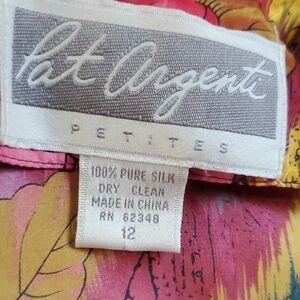 Pat Argenti
PETITES
100% PURE SILK
DRY CLEAN
MADE IN CHINA
RN 62348
12